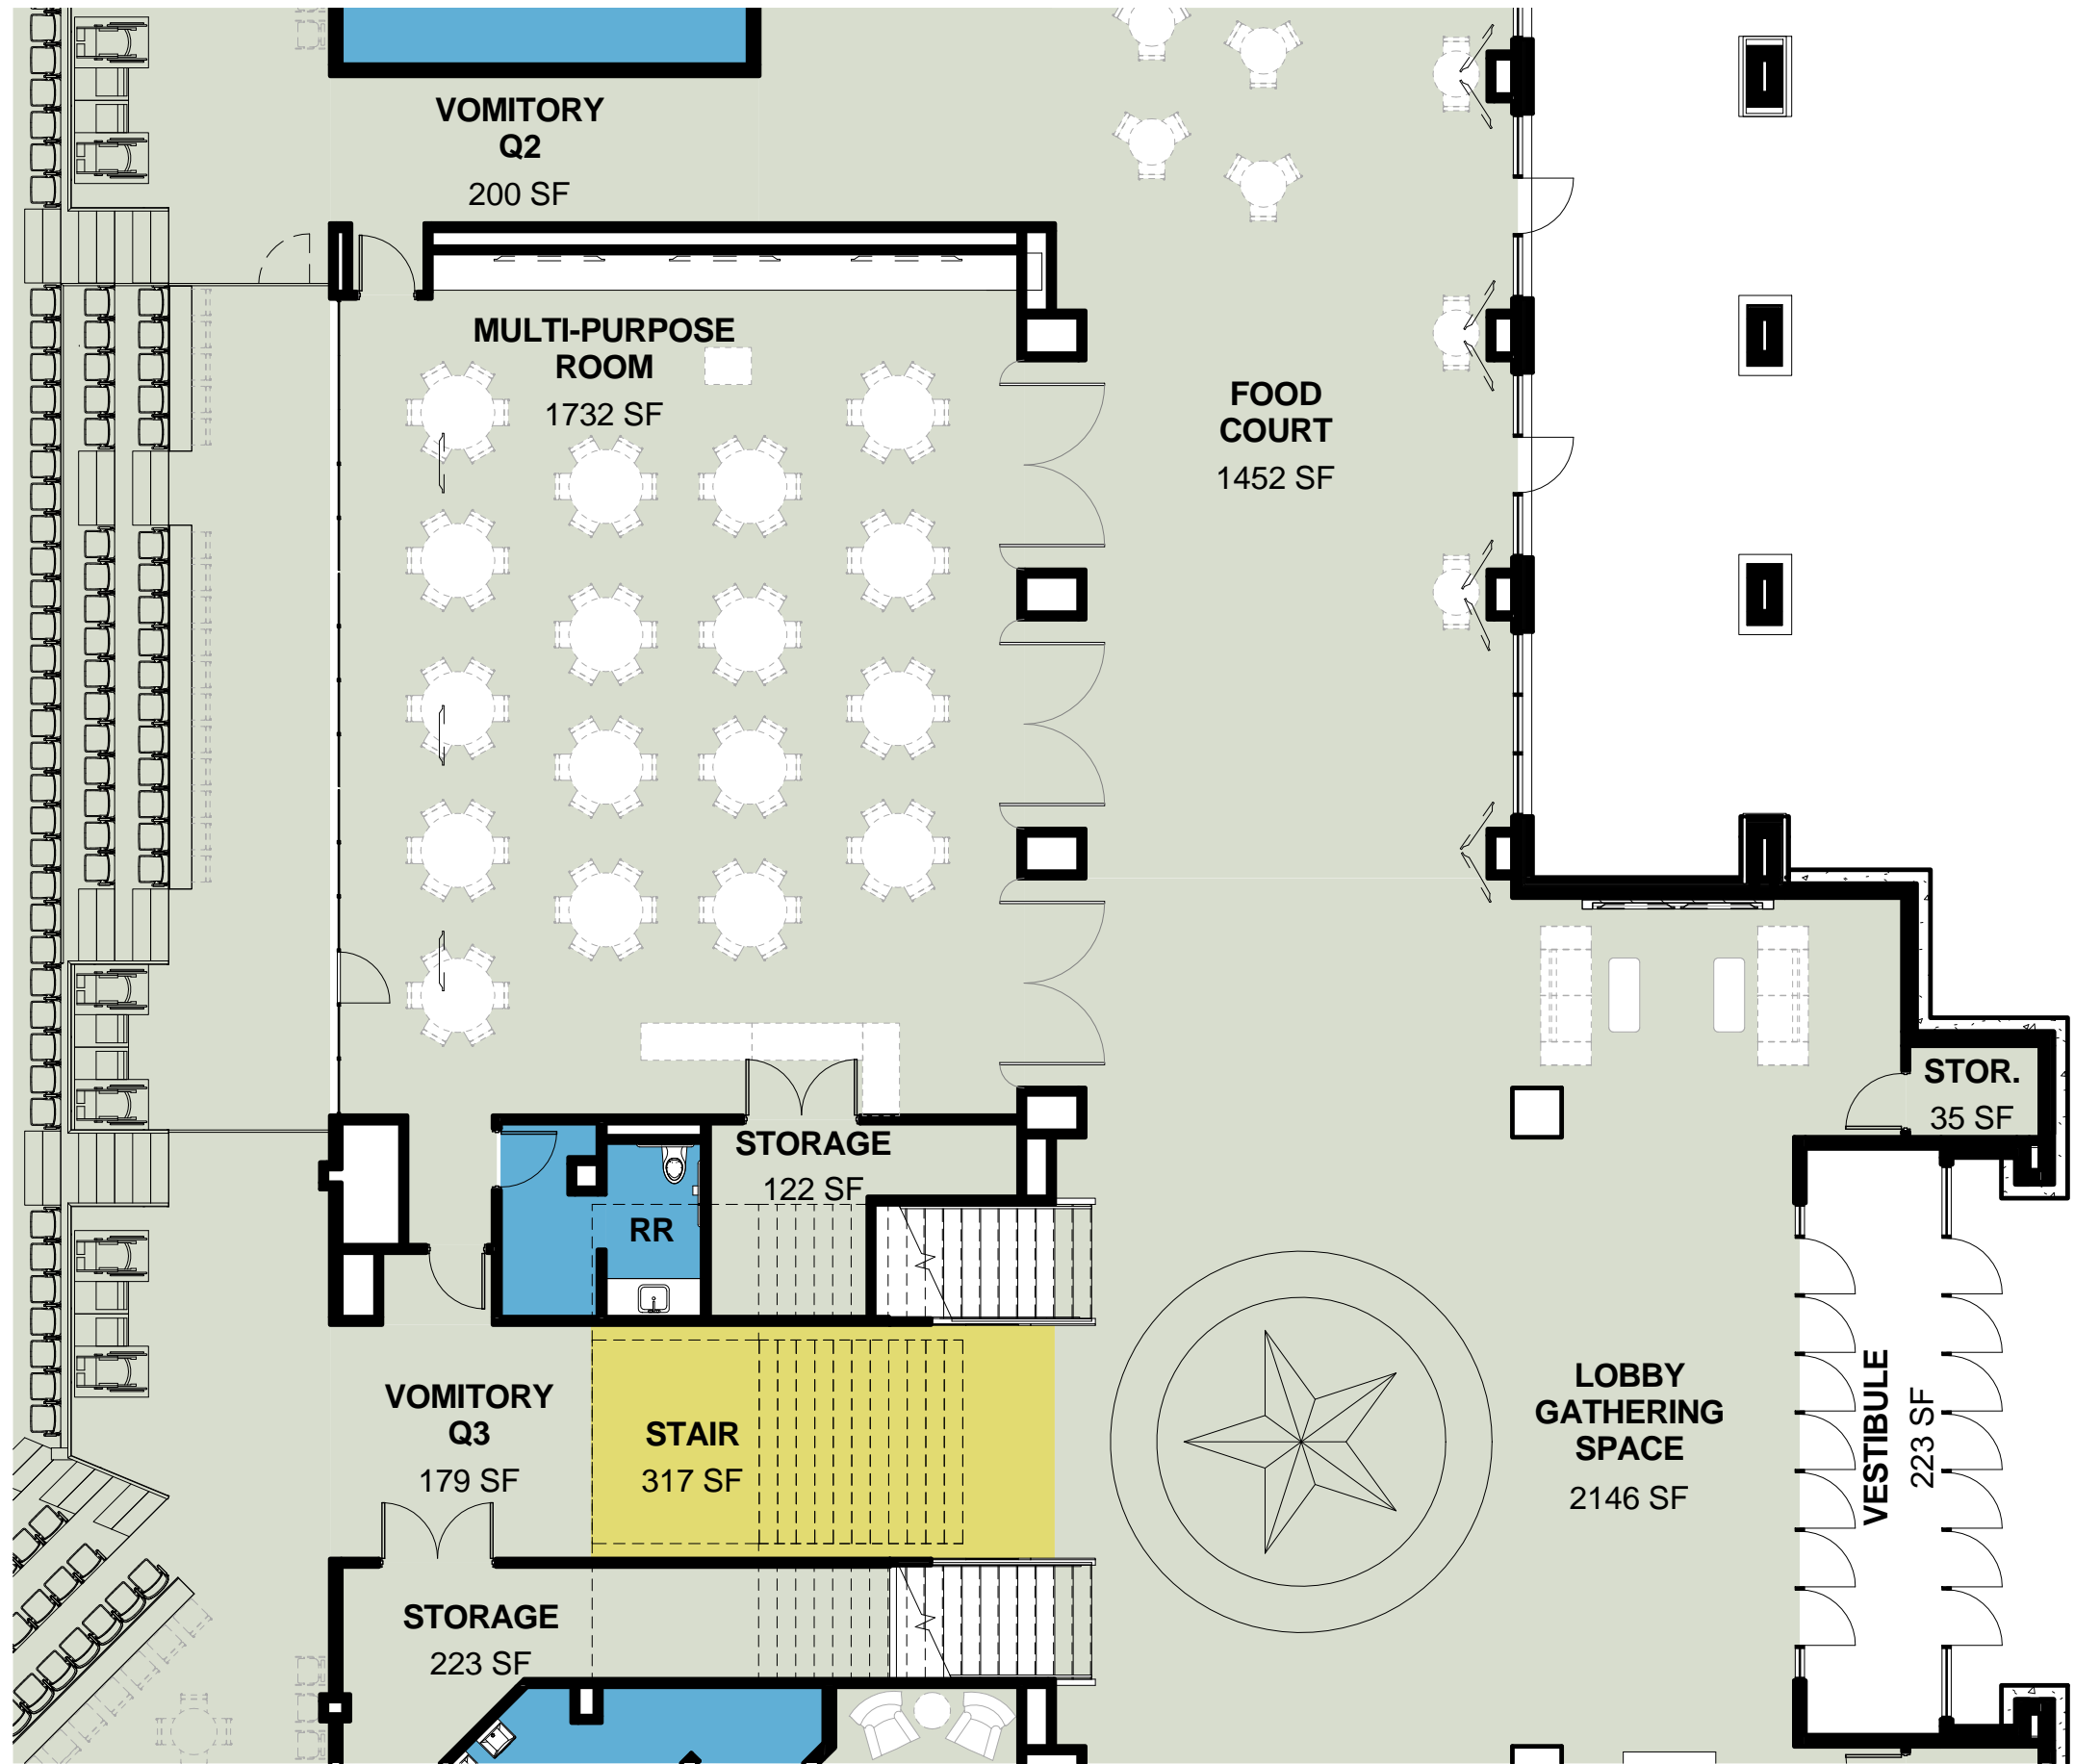 VOMITORY
Q2
200 SF
MULTI-PURPOSE
ROOM
1732 SF
FOOD
COURT
1452 SF
STOR.
35 SF
STORAGE
122 SF
RR
VOMITORY
Q3
179 SF
STAIR
317 SF
LOBBY
GATHERING
SPACE
2146 SF
VESTIBULE
223 SF
STORAGE
223 SF